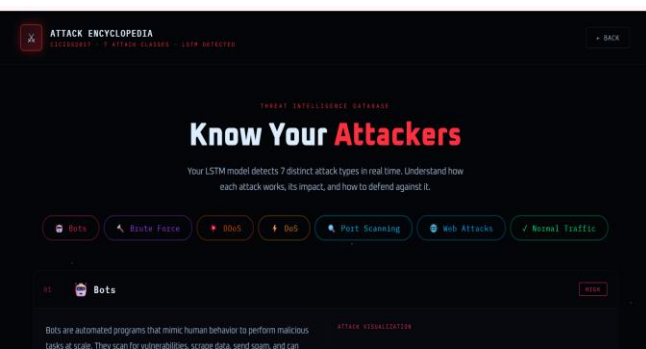 ATTACK ENCYCLOPEDIA
CICIDS2017 · 7 ATTACK CLASSES · LSTM DETECTED
← BACK
THREAT INTELLIGENCE DATABASE
Know Your Attackers
Your LSTM model detects 7 distinct attack types in real time. Understand how
each attack works, its impact, and how to defend against it.
Bots
Brute Force
DDoS
DoS
Port Scanning
Web Attacks
✓ Normal Traffic
01
Bots
HIGH
Bots are automated programs that mimic human behavior to perform malicious
tasks at scale. They scan for vulnerabilities, scrape data, send spam, and can
ATTACK VISUALIZATION